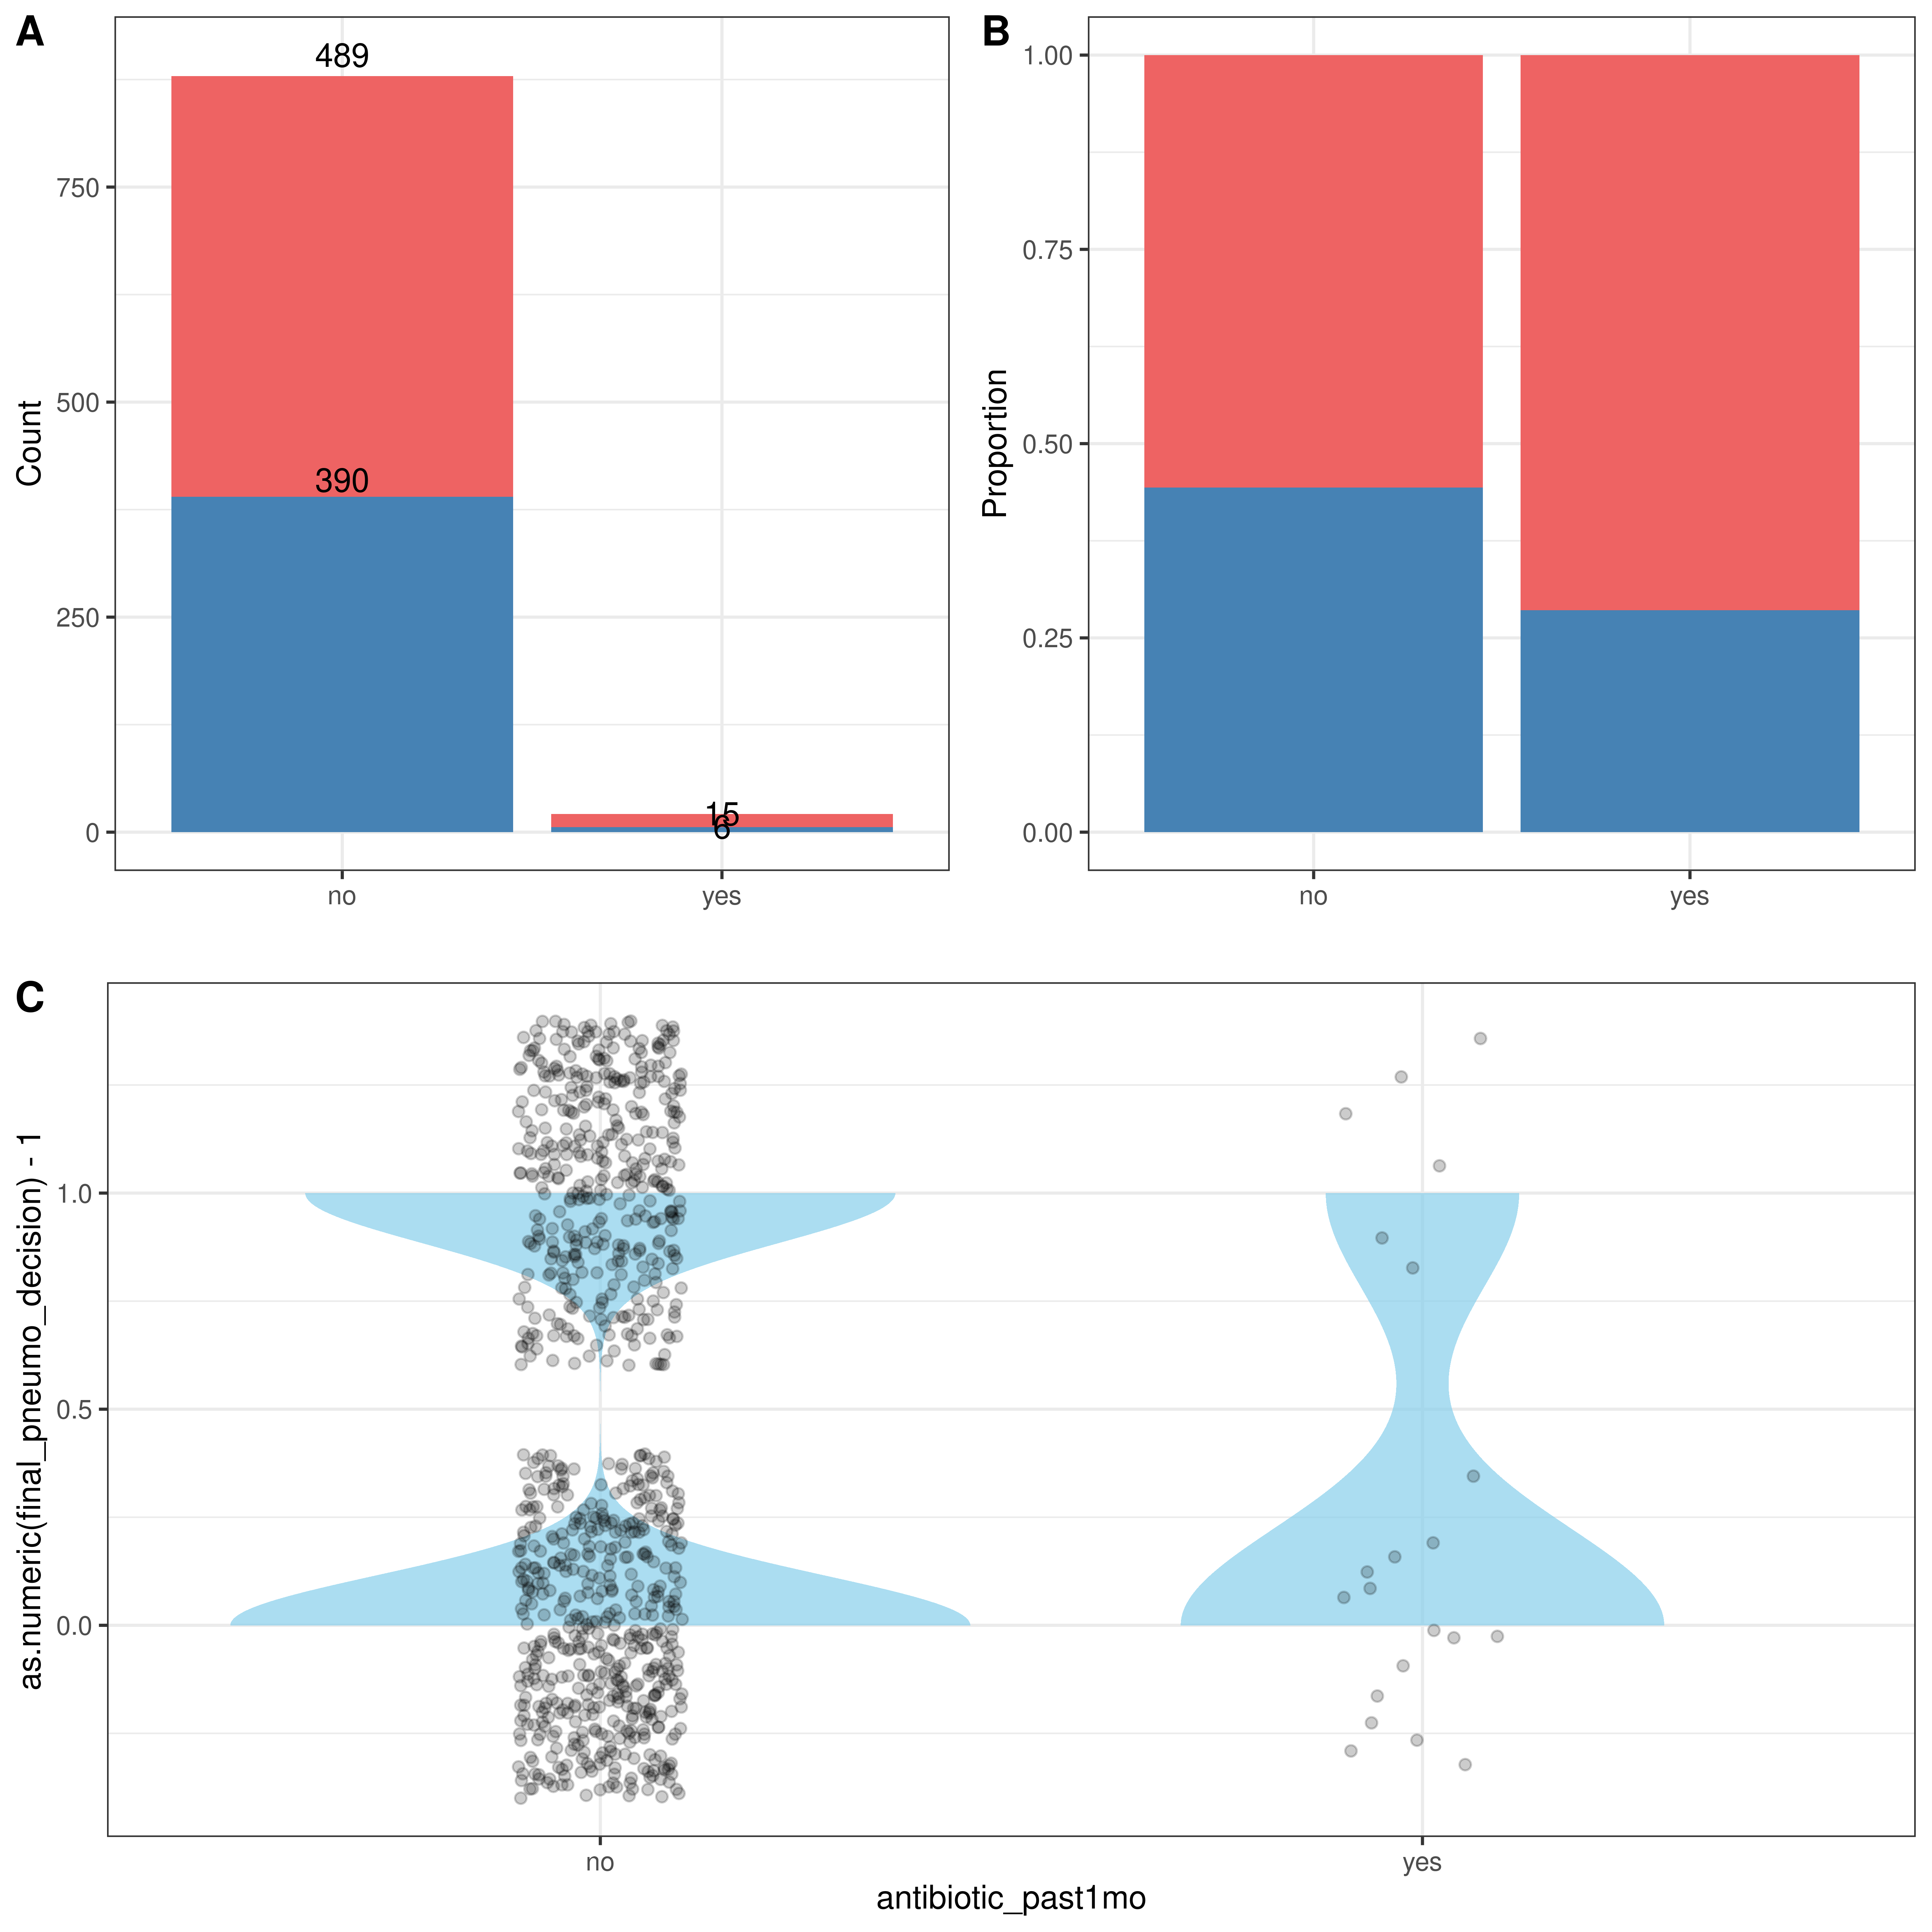 A
489
390
15
6
750
500
250
0
Count
no
yes
B
1.00
0.75
0.50
0.25
0.00
Proportion
no
yes
C
1.0
0.5
0.0
as.numeric(final_pneumo_decision) - 1
no
yes
antibiotic_past1mo